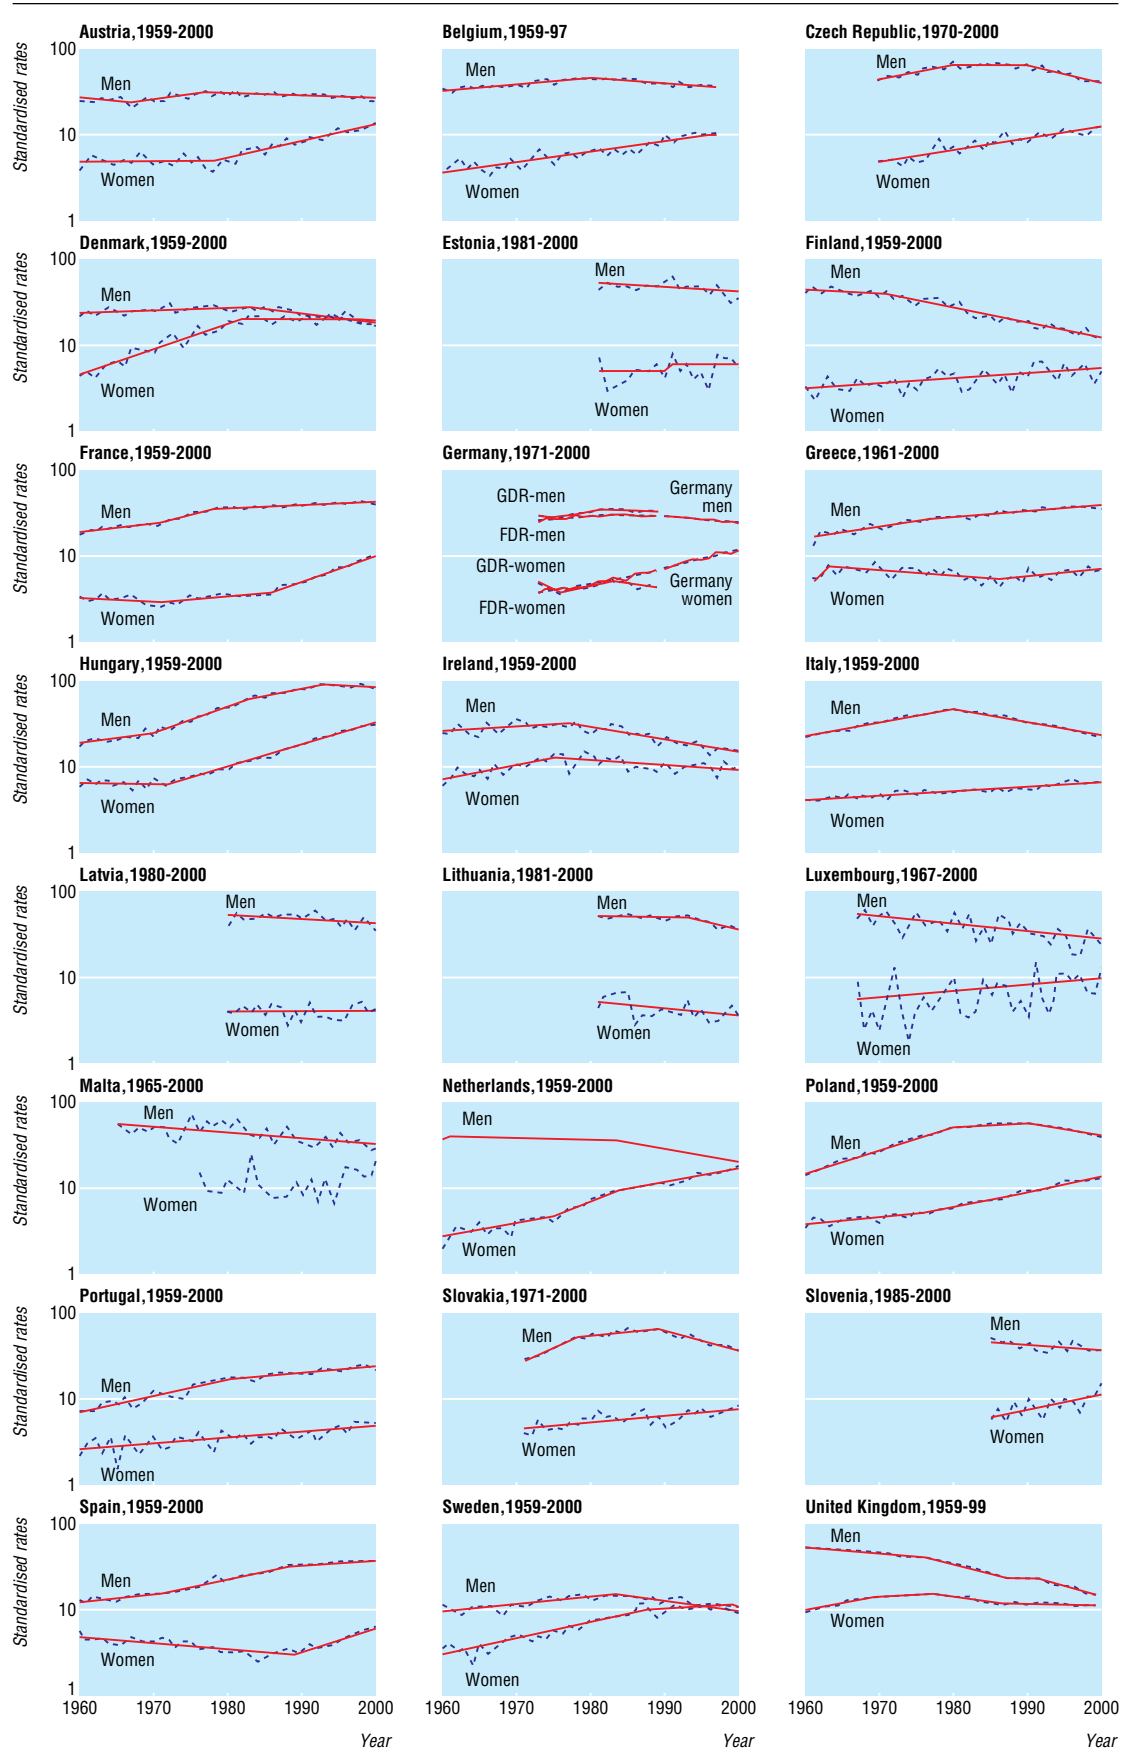 Austria,1959-2000
Belgium,1959-97
Czech Republic,1970-2000
Standardised rates
100
10
1
Men
Women
Men
Women
Men
Women
Denmark,1959-2000
Estonia,1981-2000
Finland,1959-2000
Standardised rates
100
10
1
Men
Women
Men
Women
Men
Women
France,1959-2000
Germany,1971-2000
Greece,1961-2000
Standardised rates
100
10
1
Men
Women
GDR-men
FDR-men
Germany
men
GDR-women
FDR-women
Germany
women
Men
Women
Hungary,1959-2000
Ireland,1959-2000
Italy,1959-2000
Standardised rates
100
10
1
Men
Women
Men
Women
Men
Women
Latvia,1980-2000
Lithuania,1981-2000
Luxembourg,1967-2000
Standardised rates
100
10
1
Men
Women
Men
Women
Men
Women
Malta,1965-2000
Netherlands,1959-2000
Poland,1959-2000
Standardised rates
100
10
1
Men
Women
Men
Women
Men
Women
Portugal,1959-2000
Slovakia,1971-2000
Slovenia,1985-2000
Standardised rates
100
10
1
Men
Women
Men
Women
Men
Women
Spain,1959-2000
Sweden,1959-2000
United Kingdom,1959-99
Standardised rates
100
10
1
Men
Women
Men
Women
Men
Women
1960 1970 1980 1990 2000
1960 1970 1980 1990 2000
1960 1970 1980 1990 2000
Year
Year
Year